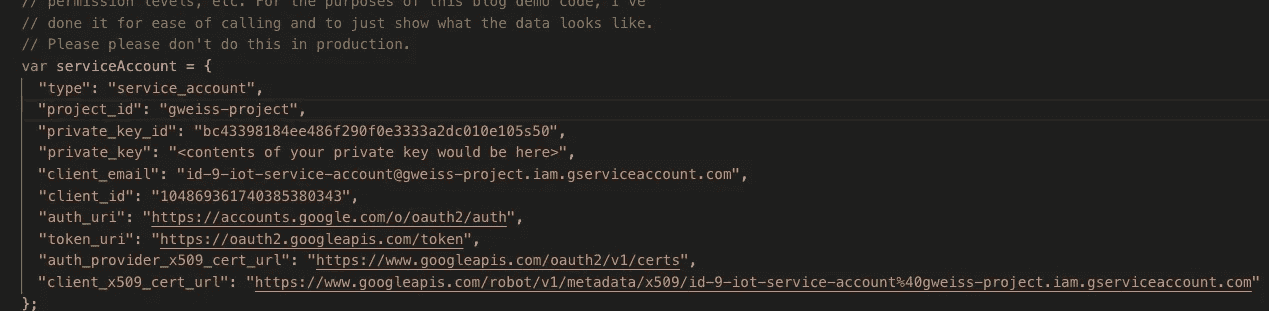 // permission levels, etc. For the purposes of this blog demo code, I've
// done it for ease of calling and to just show what the data looks like.
// Please please don't do this in production.
var serviceAccount = {
"type": "service_account",
"project_id": "gweiss-project",
"private_key_id": "bc43398184ee486f290f0e3333a2dc010e105s50",
"private_key": "<contents of your private key would be here>",
"client_email": "id-9-iot-service-account@gweiss-project.iam.gserviceaccount.com",
"client_id": "104869361740385380343",
"auth_uri": "https://accounts.google.com/o/oauth2/auth",
"token_uri": "https://oauth2.googleapis.com/token",
"auth_provider_x509_cert_url": "https://www.googleapis.com/oauth2/v1/certs",
"client_x509_cert_url": "https://www.googleapis.com/robot/v1/metadata/x509/id-9-iot-service-account%40gweiss-project.iam.gserviceaccount.com"
};